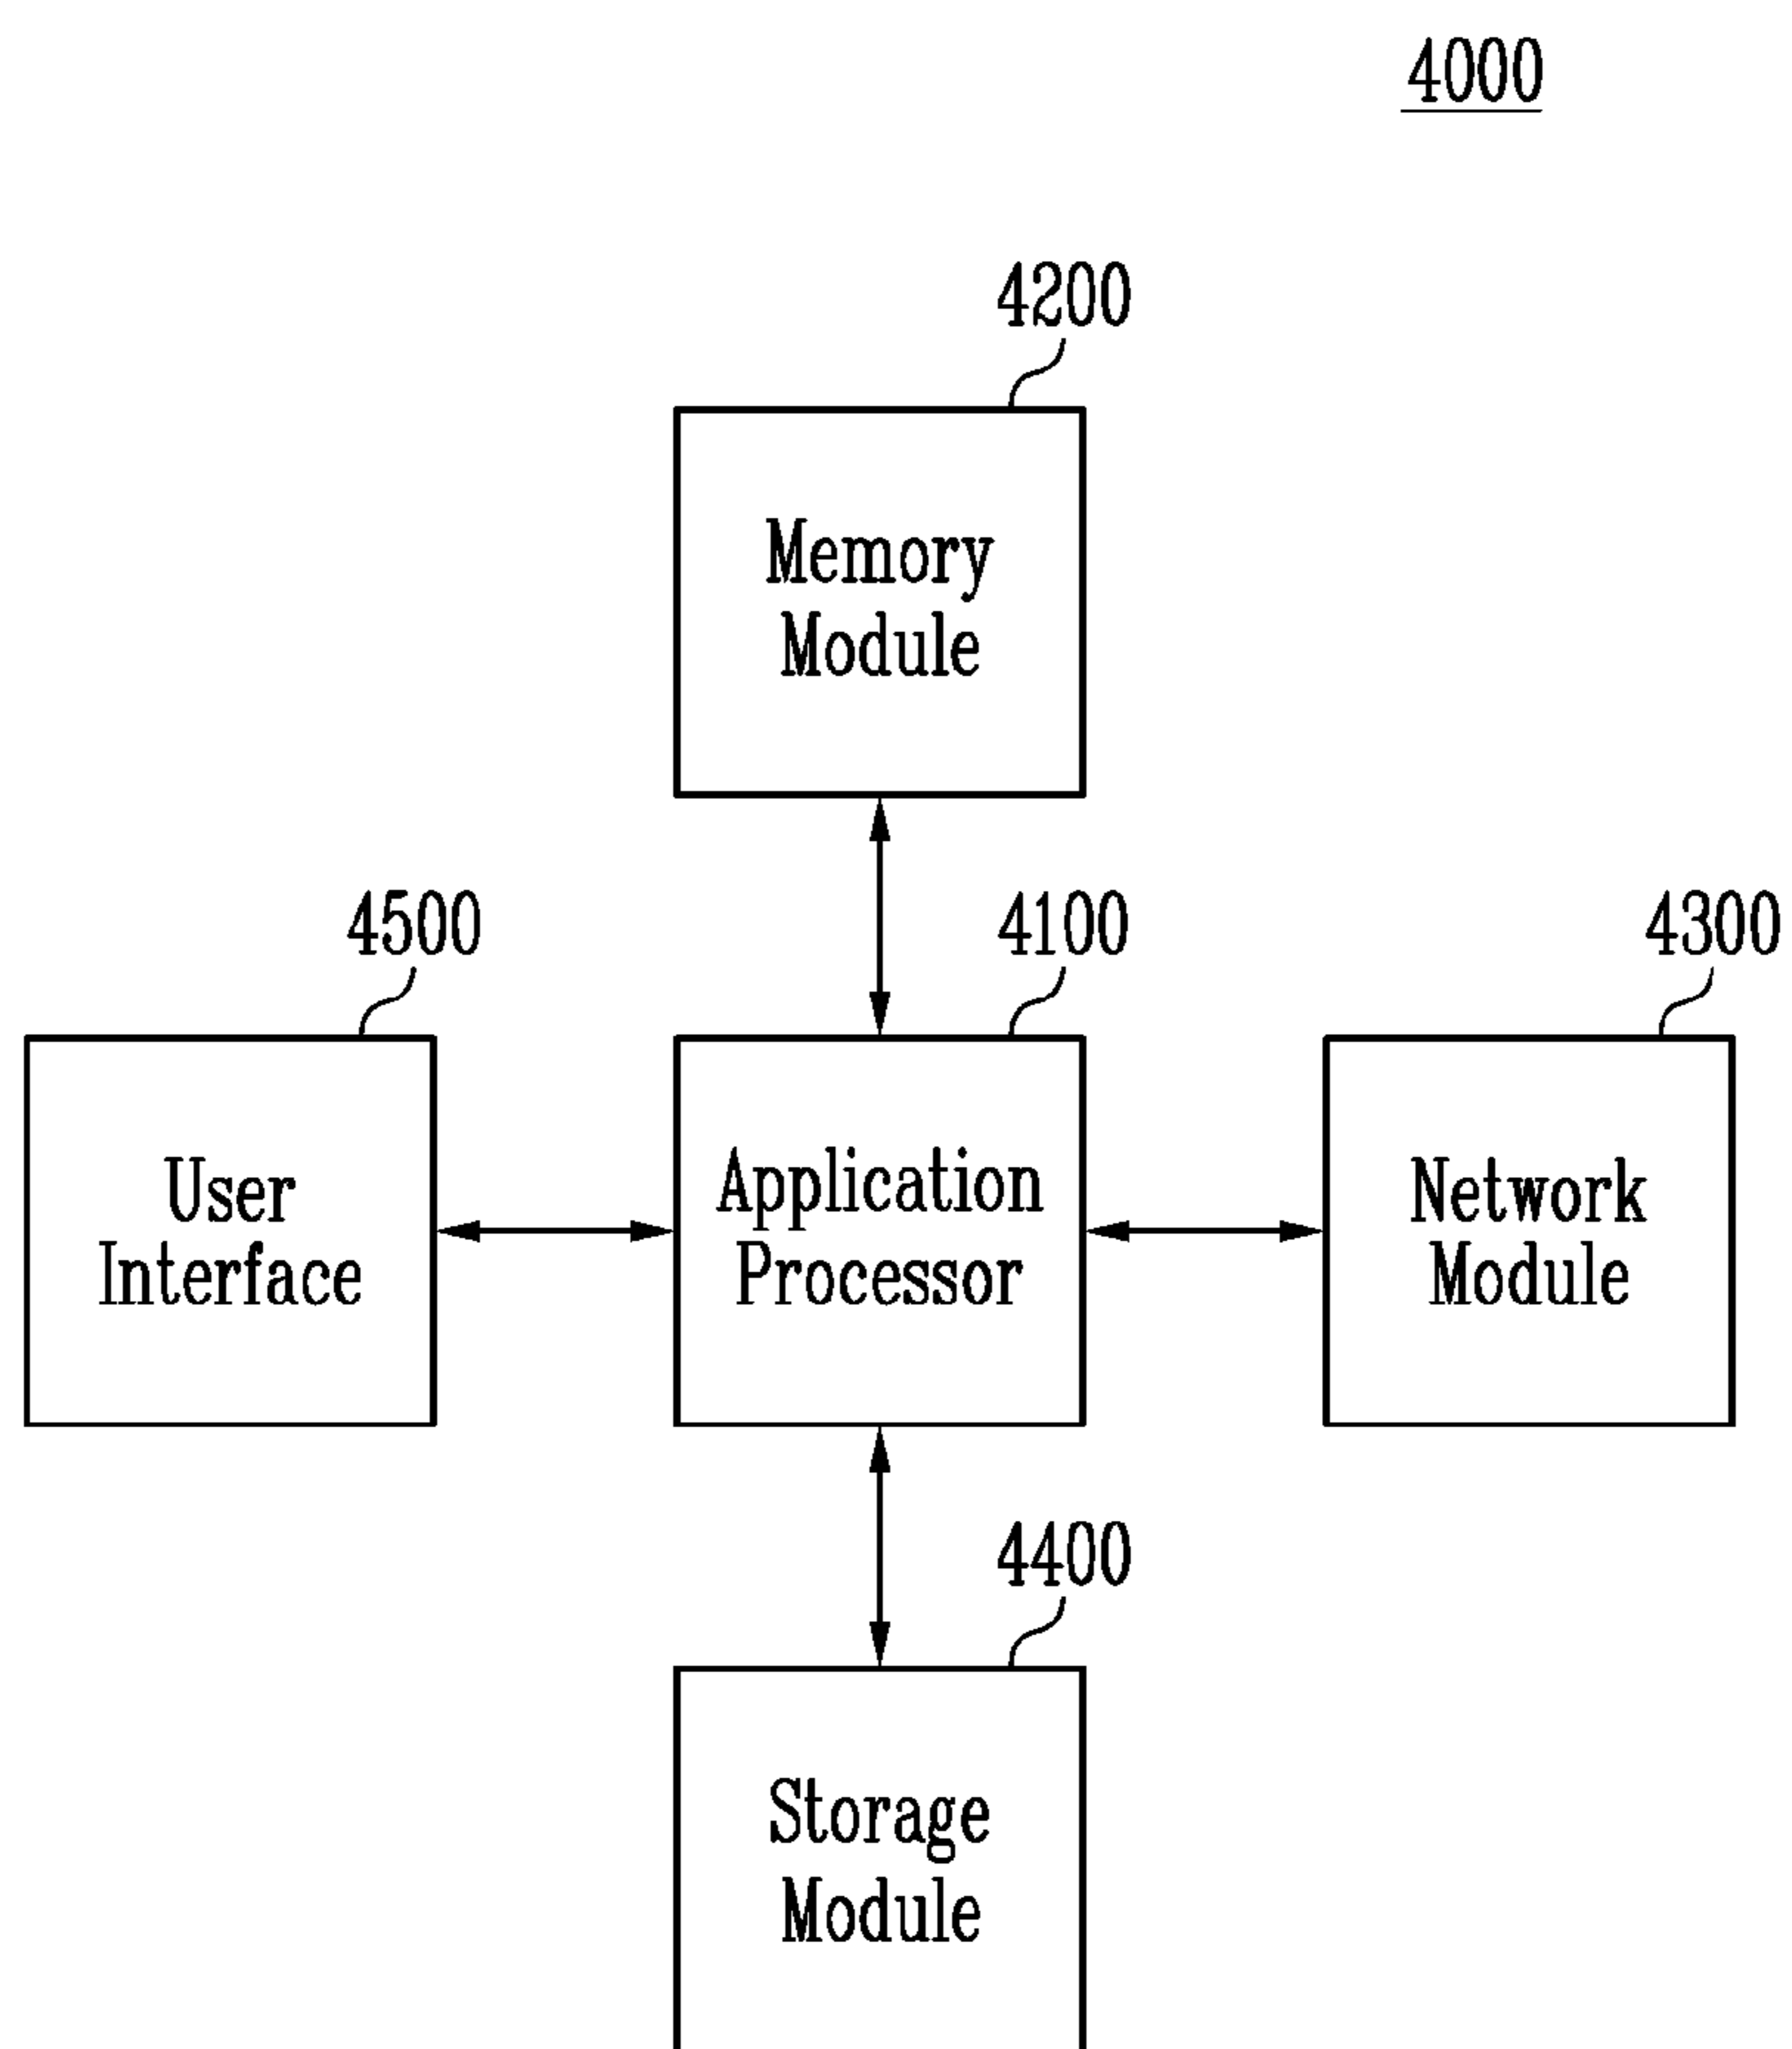 4000
4200
Memory
Module
4500
4100
4300
User
Interface
Application
Processor
Network
Module
4400
Storage
Module